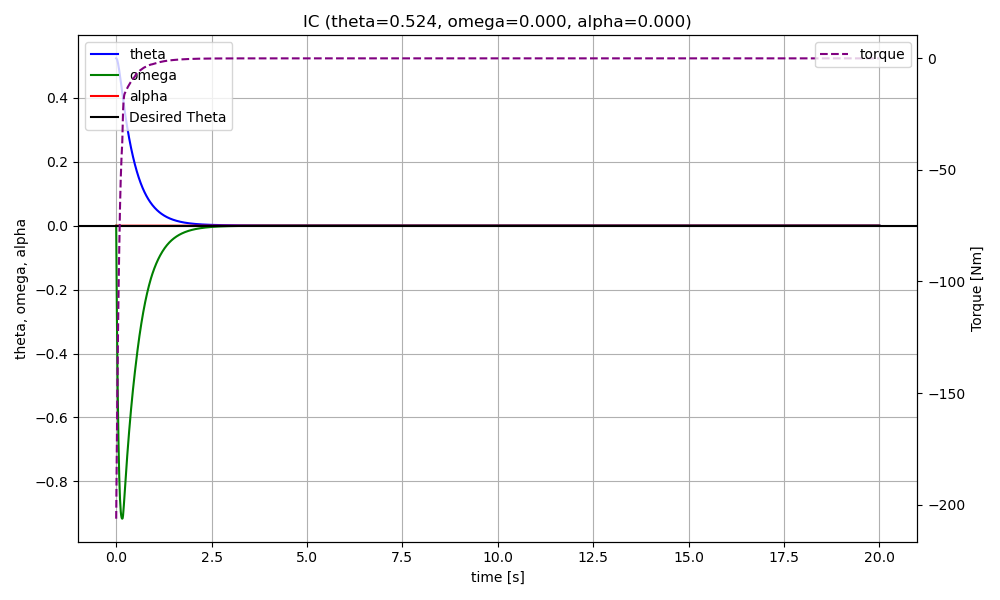 IC (theta=0.524, omega=0.000, alpha=0.000)
theta
omega
alpha
Desired Theta
torque
0.4
0.2
0.0
−0.2
−0.4
−0.6
−0.8
theta, omega, alpha
0
−50
−100
−150
−200
Torque [Nm]
0.0 2.5 5.0 7.5 10.0 12.5 15.0 17.5 20.0
time [s]